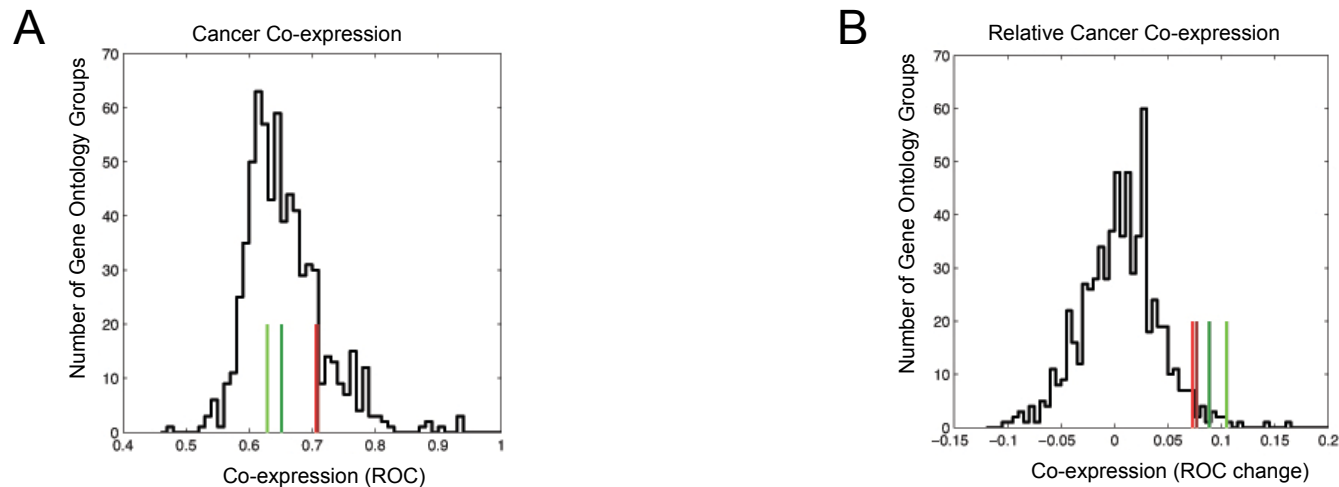 A
Cancer Co-expression
Number of Gene Ontology Groups
70
60
50
40
30
20
10
0
0.4 0.5 0.6 0.7 0.8 0.9 1
Co-expression (ROC)
B
Relative Cancer Co-expression
Number of Gene Ontology Groups
70
60
50
40
30
20
10
0
−0.15 −0.1 −0.05 0 0.05 0.1 0.15 0.2
Co-expression (ROC change)